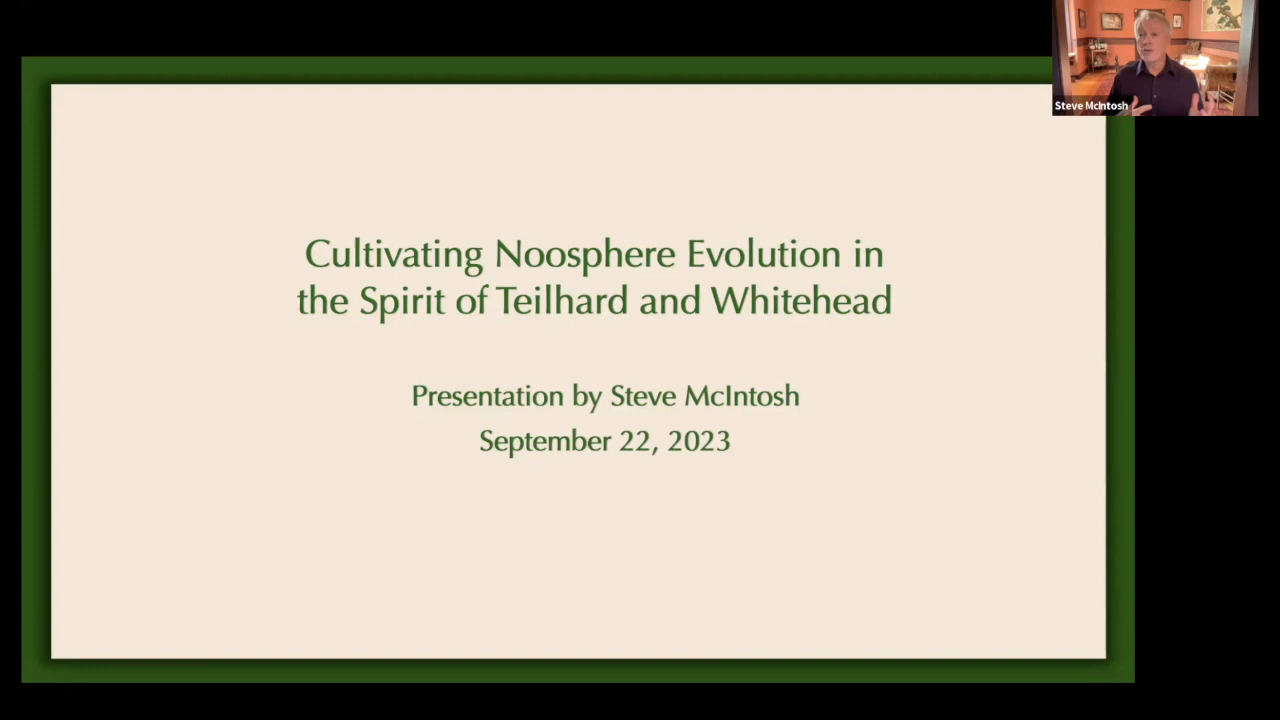 Steve McIntosh
Cultivating Noosphere Evolution in
the Spirit of Teilhard and Whitehead
Presentation by Steve McIntosh
September 22, 2023